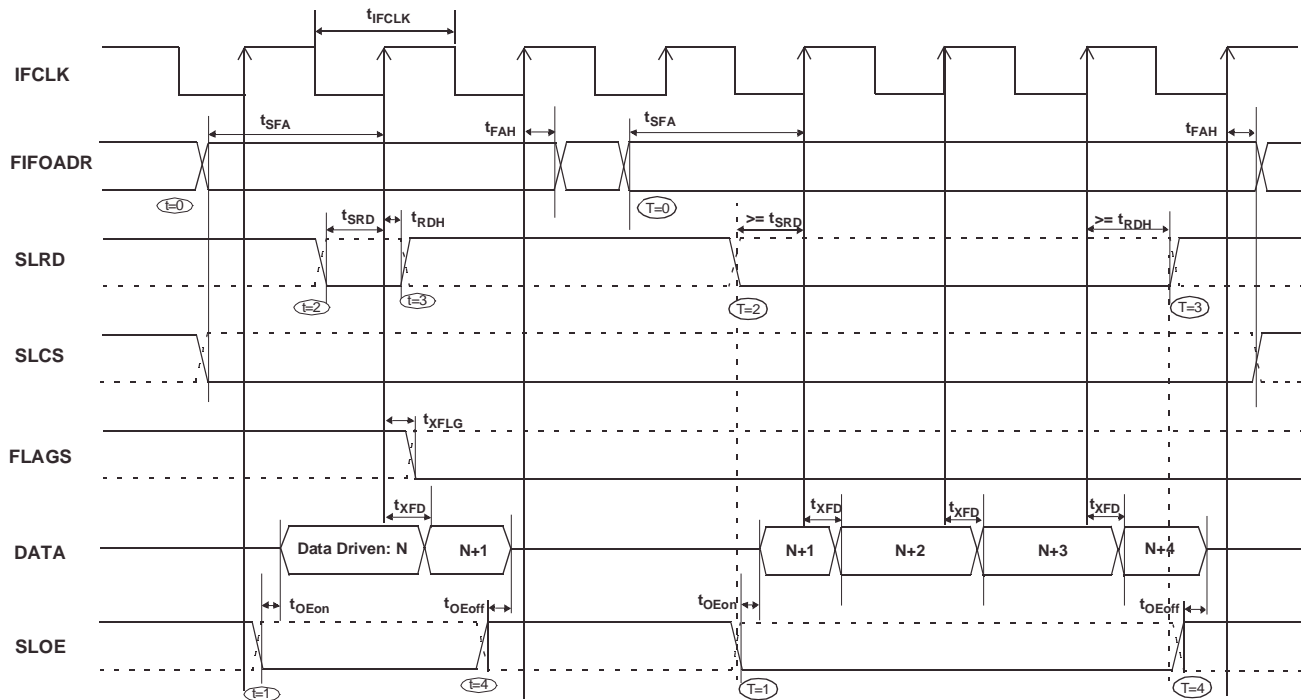 tIFCLK
IFCLK
tSFA
tFAH
tSFA
tFAH
FIFOADR
t=0
T=0
tSRD
tRDH
>= tSRD
>= tRDH
SLRD
t=2
t=3
T=2
T=3
SLCS
tXFLG
FLAGS
tXFD
tXFD
tXFD
tXFD
DATA
Data Driven: N
N+1
N+1
N+2
N+3
N+4
tOEon
tOEoff
tOEon
tOEoff
SLOE
t=1
t=4
T=1
T=4